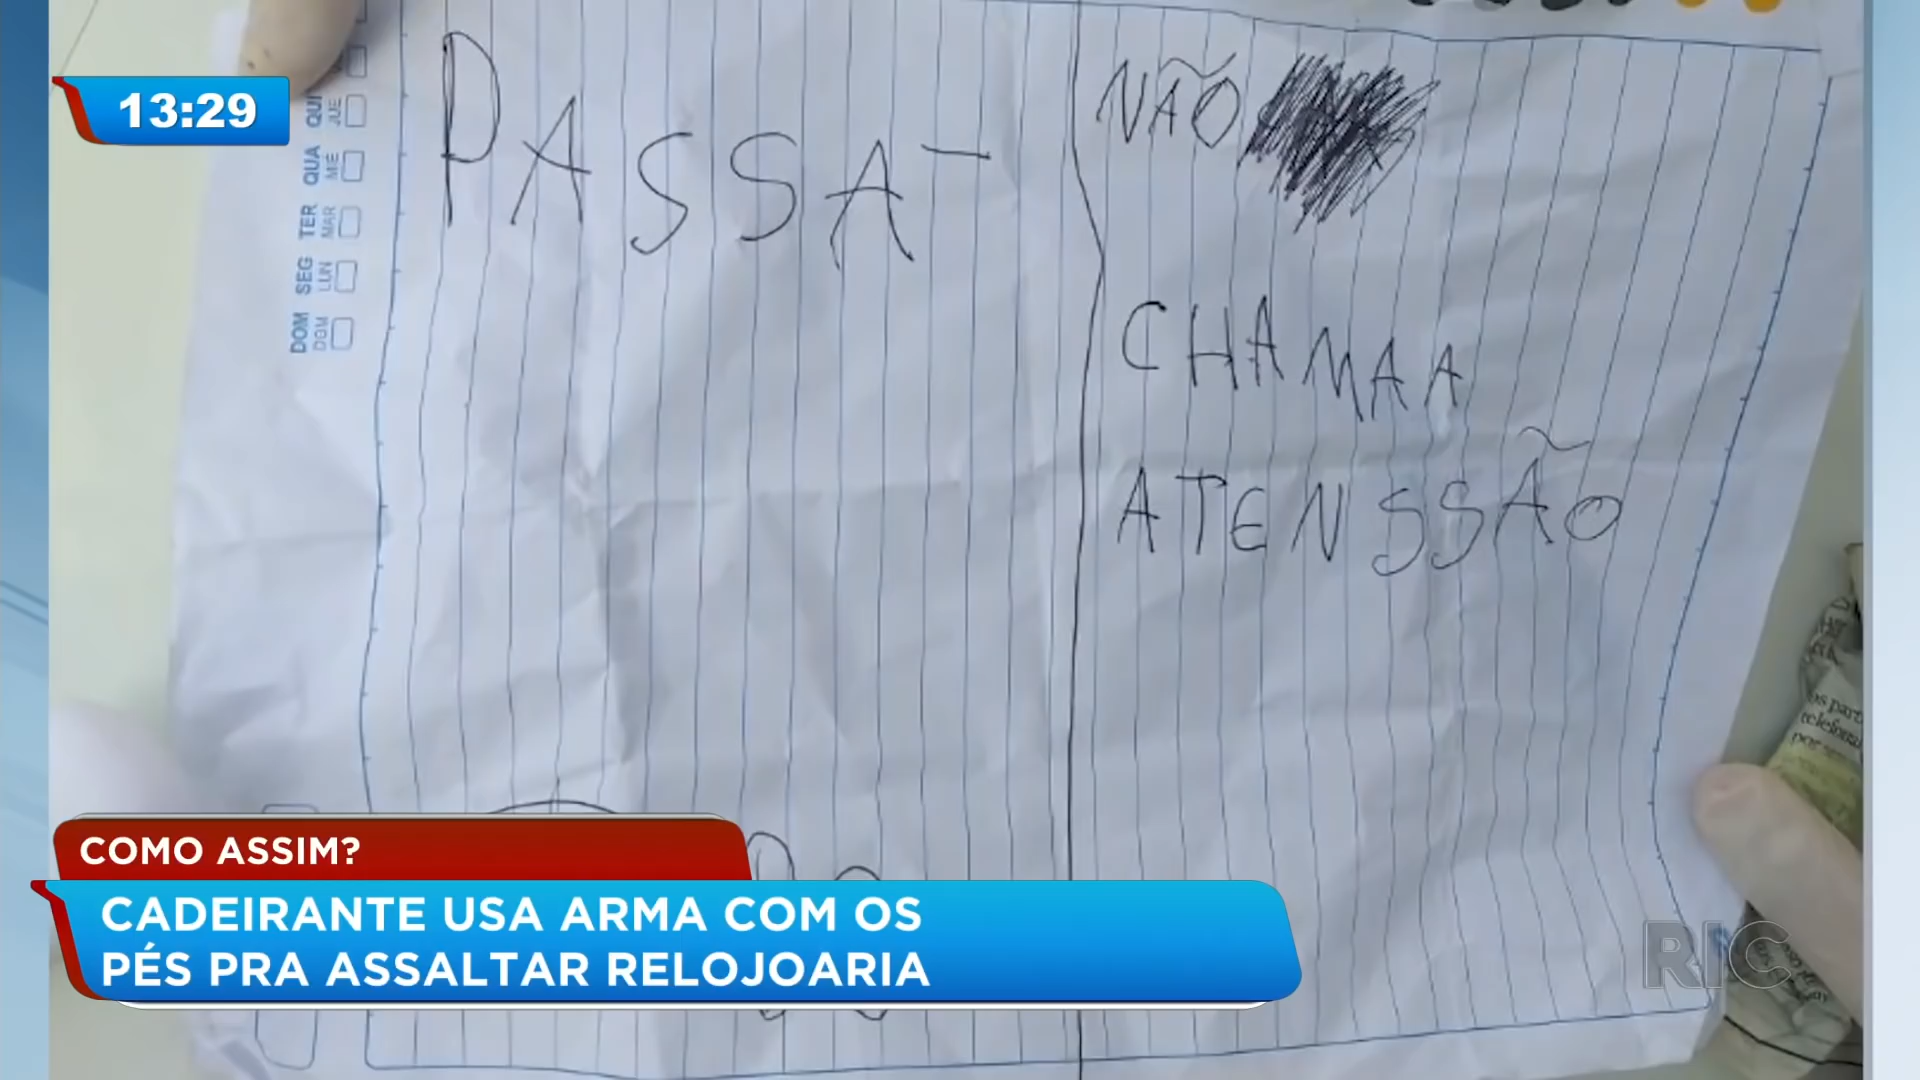 13:29
DOM SEG TER QUA QUI
DOM LUN MAR MIÉ JUE
PASSA-
NÃO
CHAMA A
ATENSSÃO
COMO ASSIM?
CADEIRANTE USA ARMA COM OS
PÉS PRA ASSALTAR RELOJOARIA
RIC